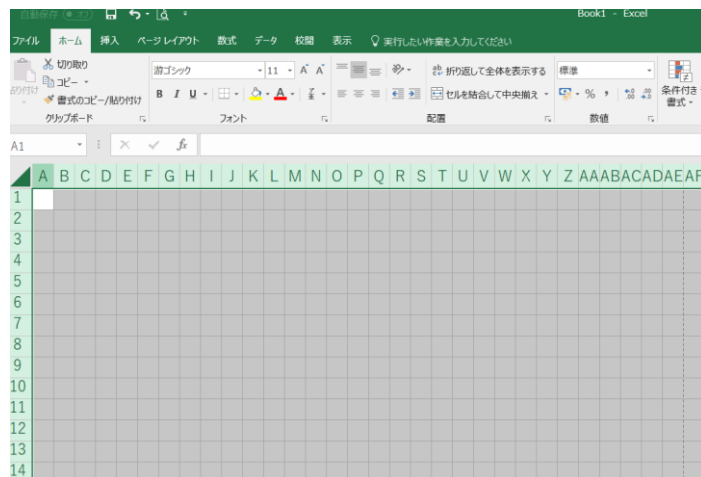 自動保存 オフ Book1 - Excel
ファイル ホーム 挿入 ページ レイアウト 数式 データ 校閲 表示 実行したい作業を入力してください
切り取り 游ゴシック 11 A A 折り返して全体を表示する 標準
貼り付け コピー B I U A セルを結合して中央揃え % , 条件付き
書式のコピー/貼り付け 書式
クリップボード フォント 配置 数値
A1 fx
A B C D E F G H I J K L M N O P Q R S T U V W X Y Z AA AB AC AD AE AF
1
2
3
4
5
6
7
8
9
10
11
12
13
14